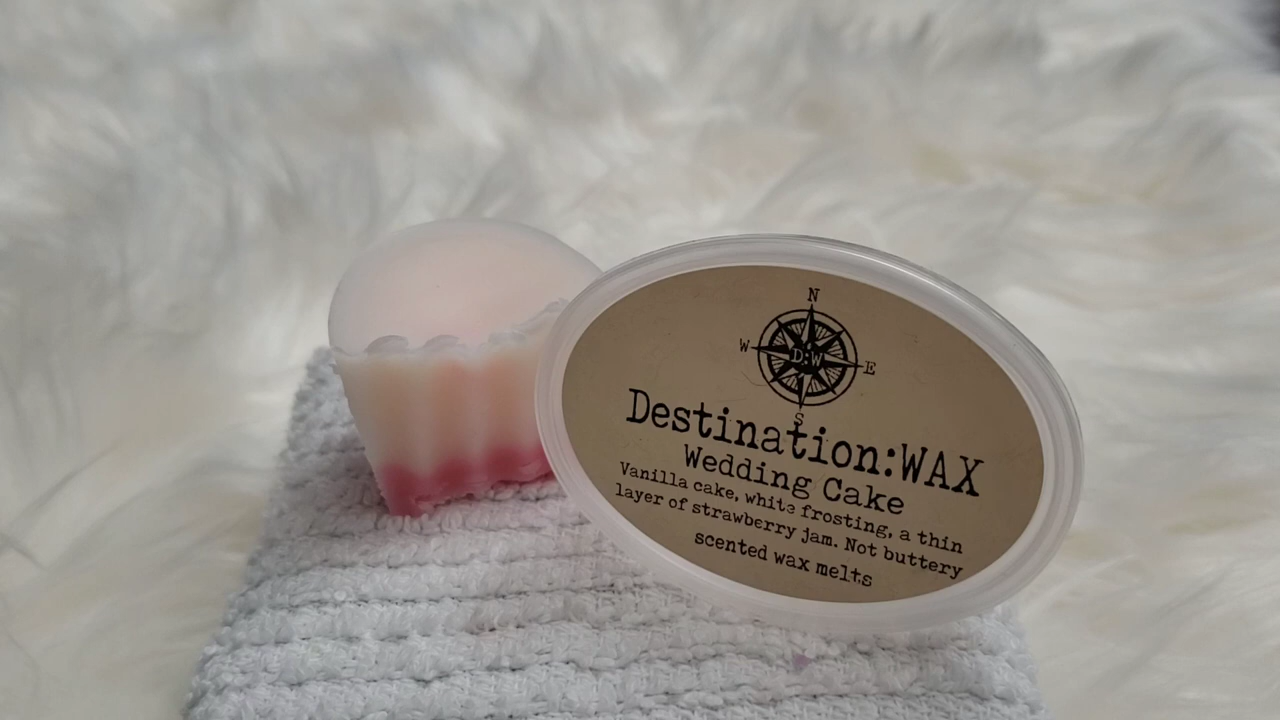 N
W D:W E
S
Destination:WAX
Wedding Cake
Vanilla cake, white frosting, a thin
layer of strawberry jam. Not buttery
scented wax melts